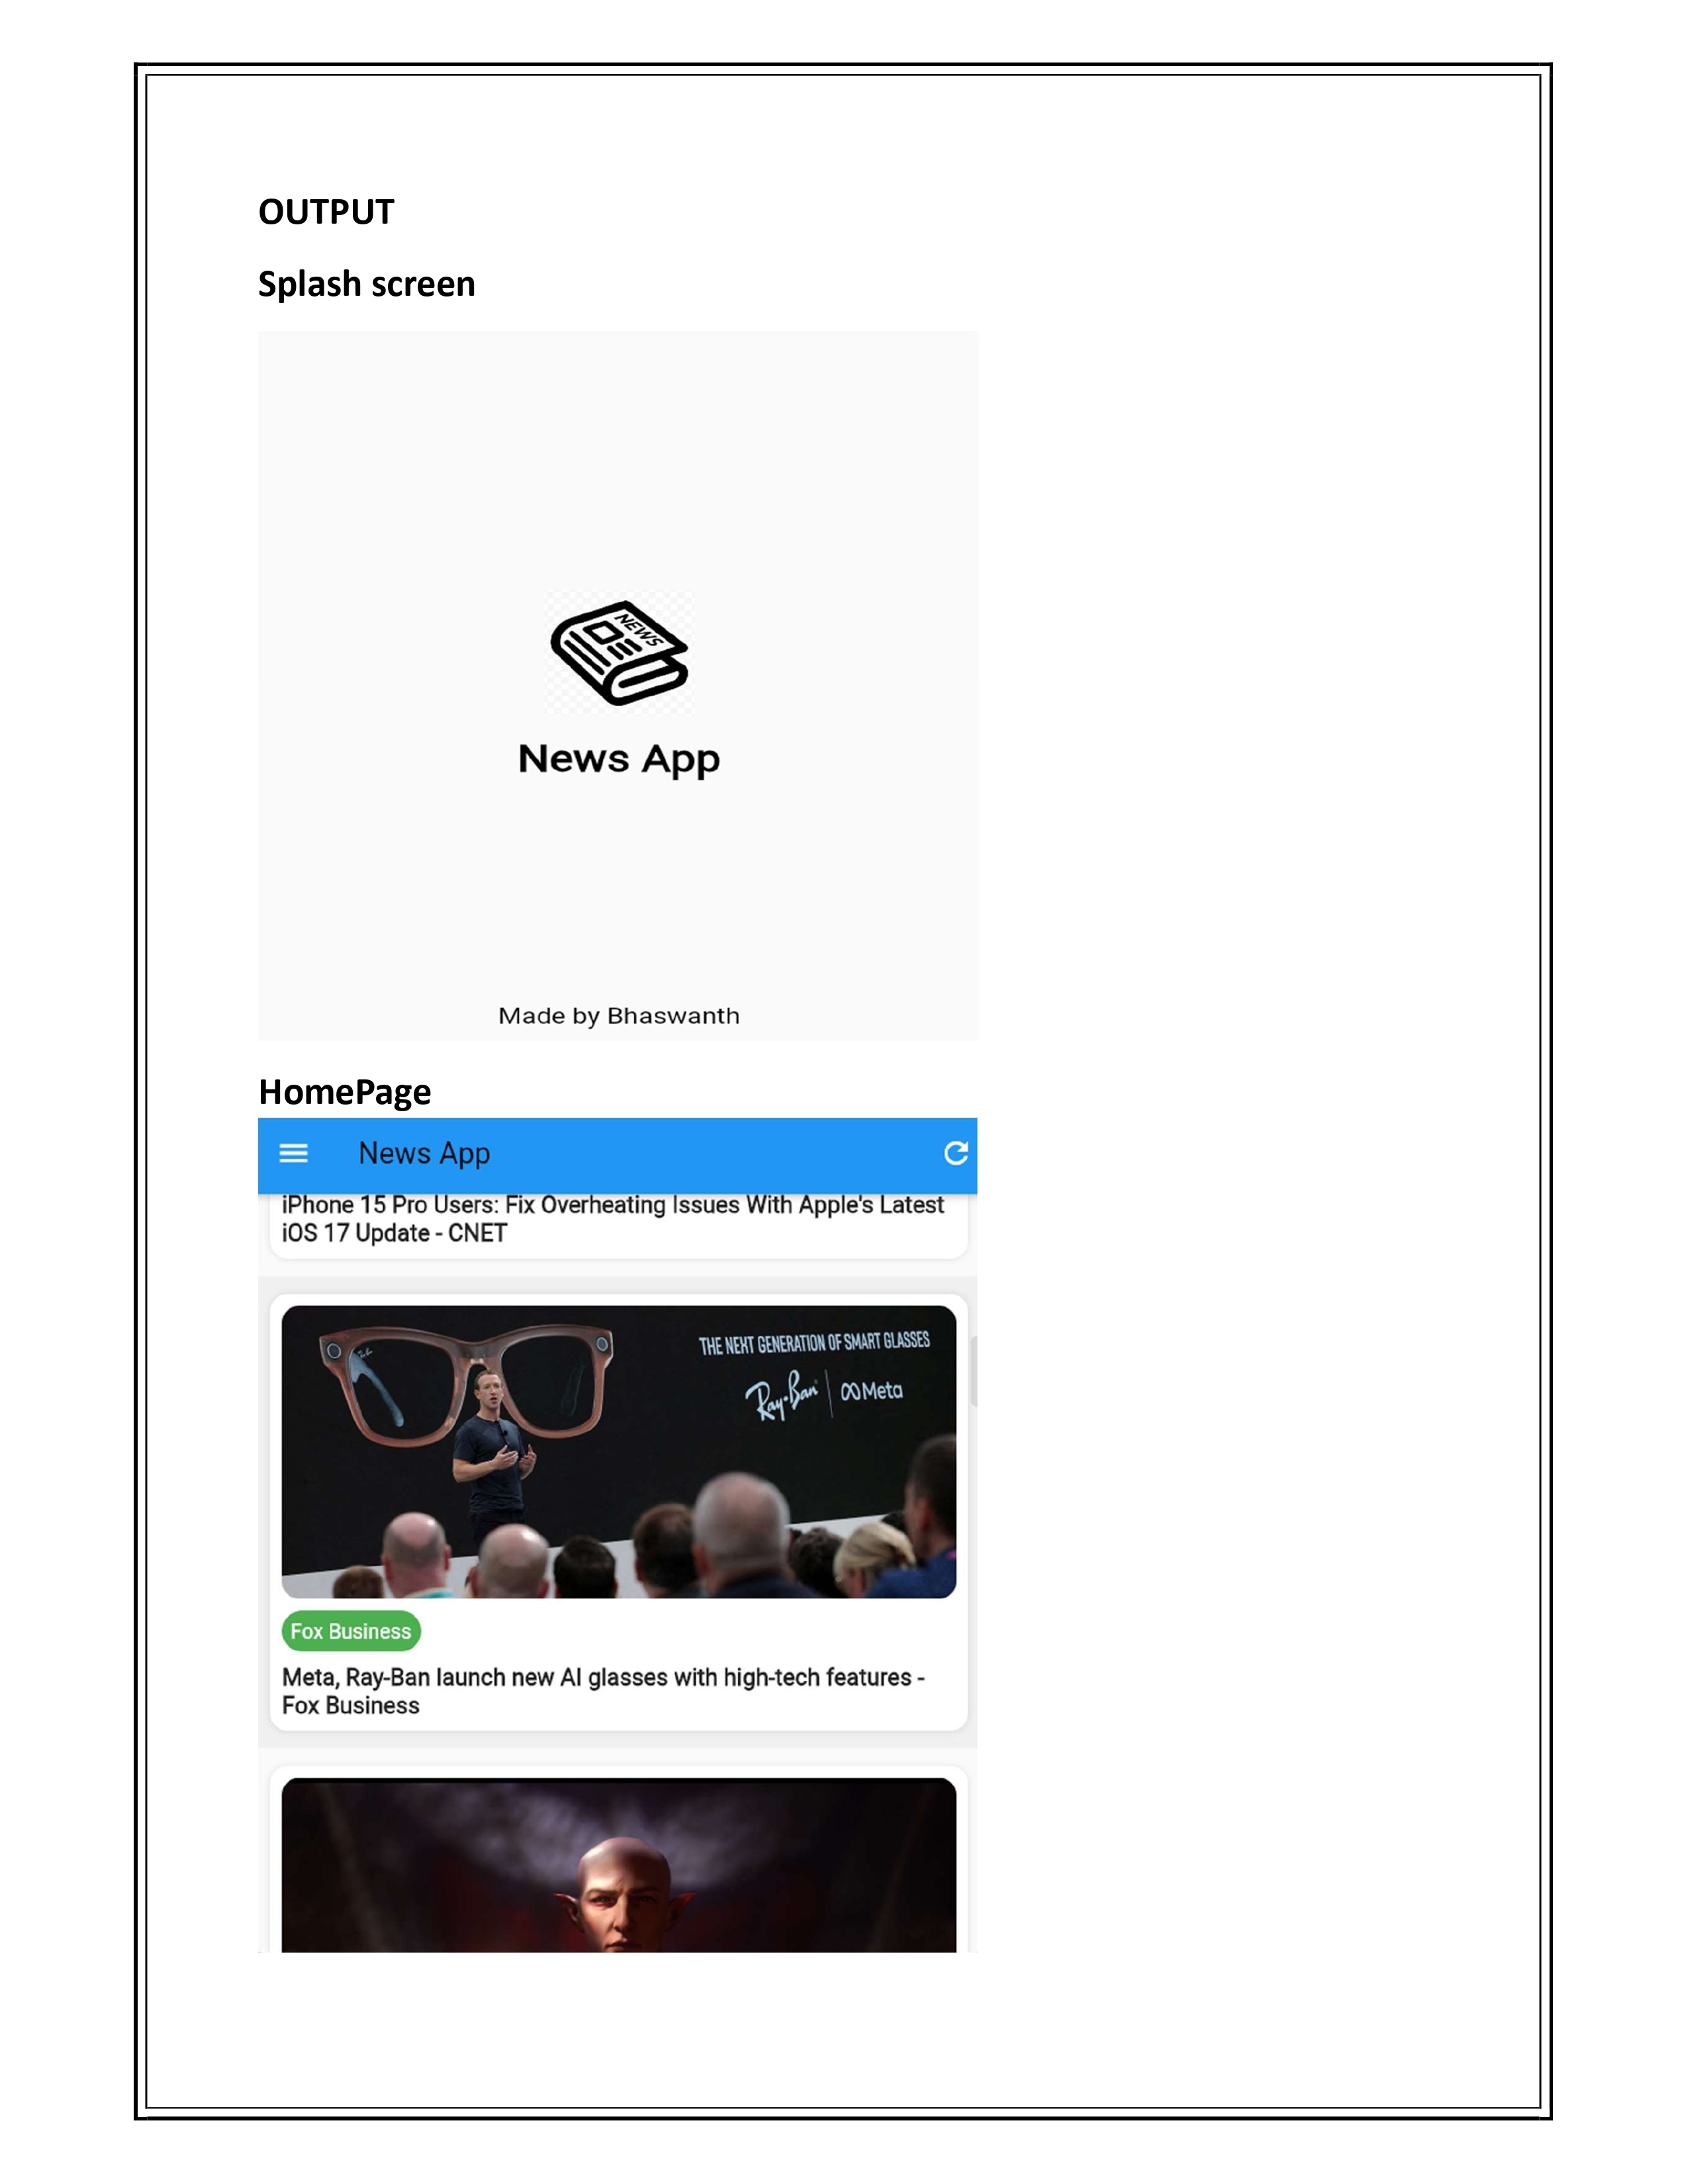 OUTPUT
Splash screen
NEWS
News App
Made by Bhaswanth
HomePage
News App
iPhone 15 Pro Users: Fix Overheating Issues With Apple's Latest
iOS 17 Update - CNET
THE NEXT GENERATION OF SMART GLASSES
Ray-Ban | Meta
Fox Business
Meta, Ray-Ban launch new AI glasses with high-tech features -
Fox Business